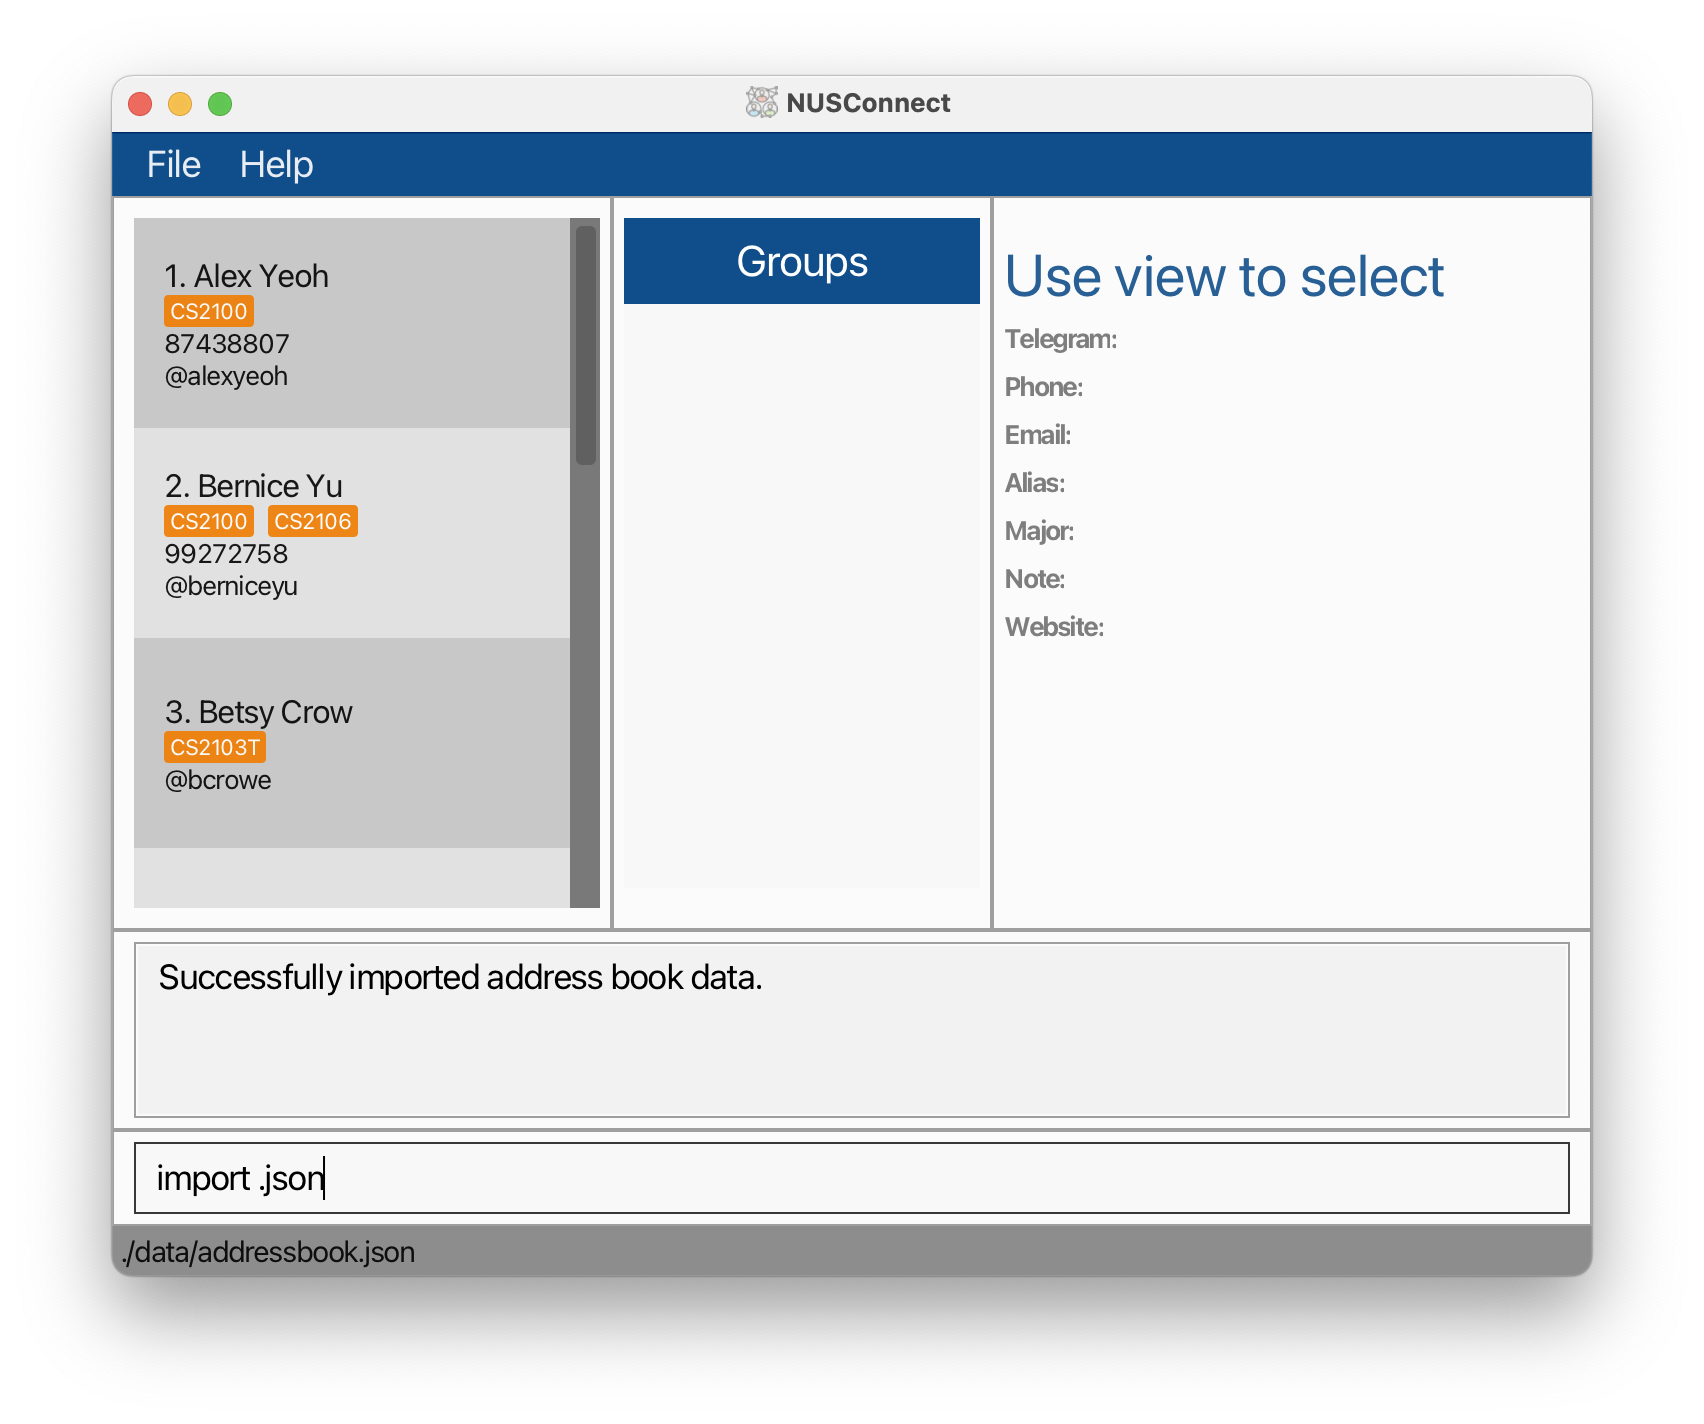 NUSConnect
File Help
1. Alex Yeoh
CS2100
87438807
@alexyeoh
2. Bernice Yu
CS2100 CS2106
99272758
@berniceyu
3. Betsy Crow
CS2103T
@bcrowe
Groups
Use view to select
Telegram:
Phone:
Email:
Alias:
Major:
Note:
Website:
Successfully imported address book data.
import .json
./data/addressbook.json